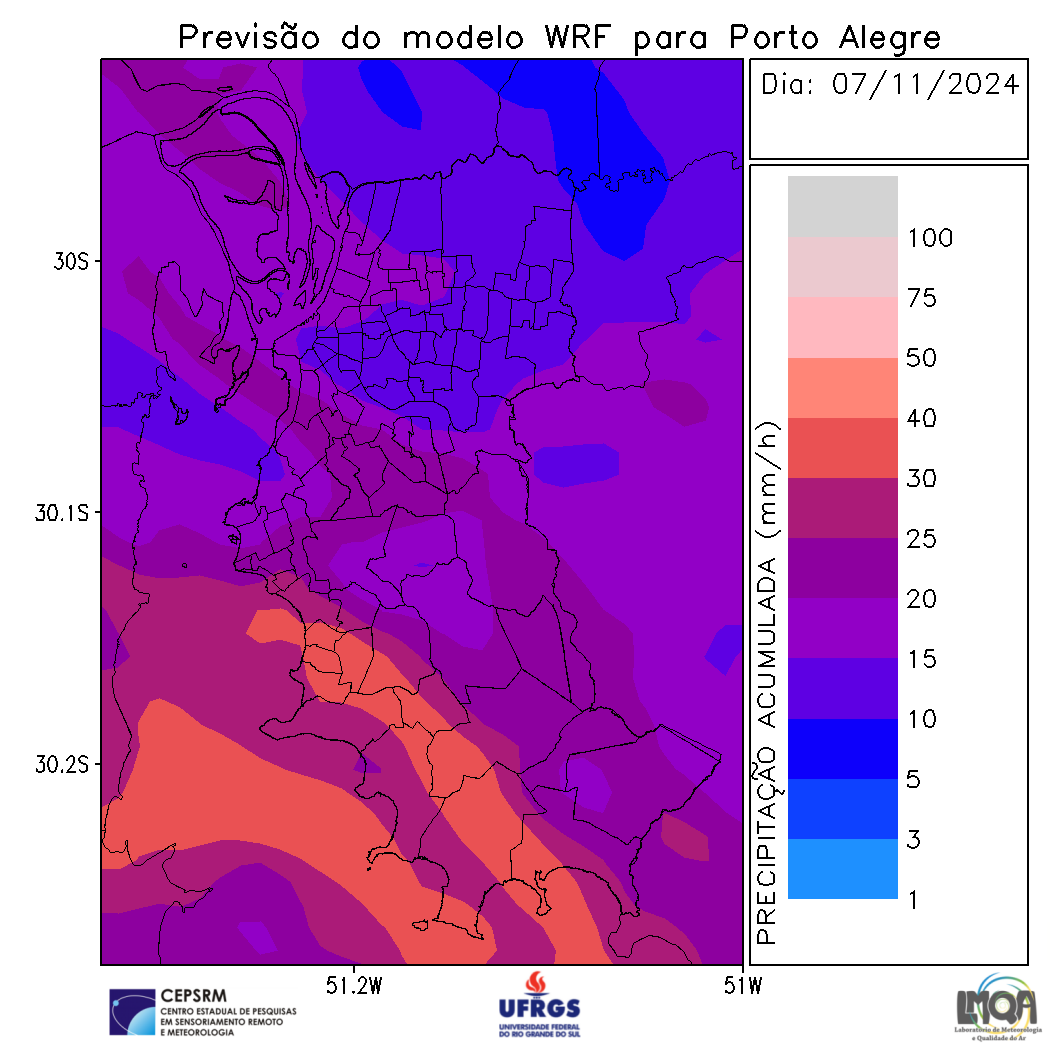 Previsão do modelo WRF para Porto Alegre
Dia: 07/11/2024
30S
30.1S
30.2S
51.2W
51W
PRECIPITAÇÃO ACUMULADA (mm/h)
100
75
50
40
30
25
20
15
10
5
3
1
CEPSRM
CENTRO ESTADUAL DE PESQUISAS
EM SENSORIAMENTO REMOTO
E METEOROLOGIA
UFRGS
UNIVERSIDADE FEDERAL
DO RIO GRANDE DO SUL
LMQA
Laboratório de Meteorologia
e Qualidade do Ar